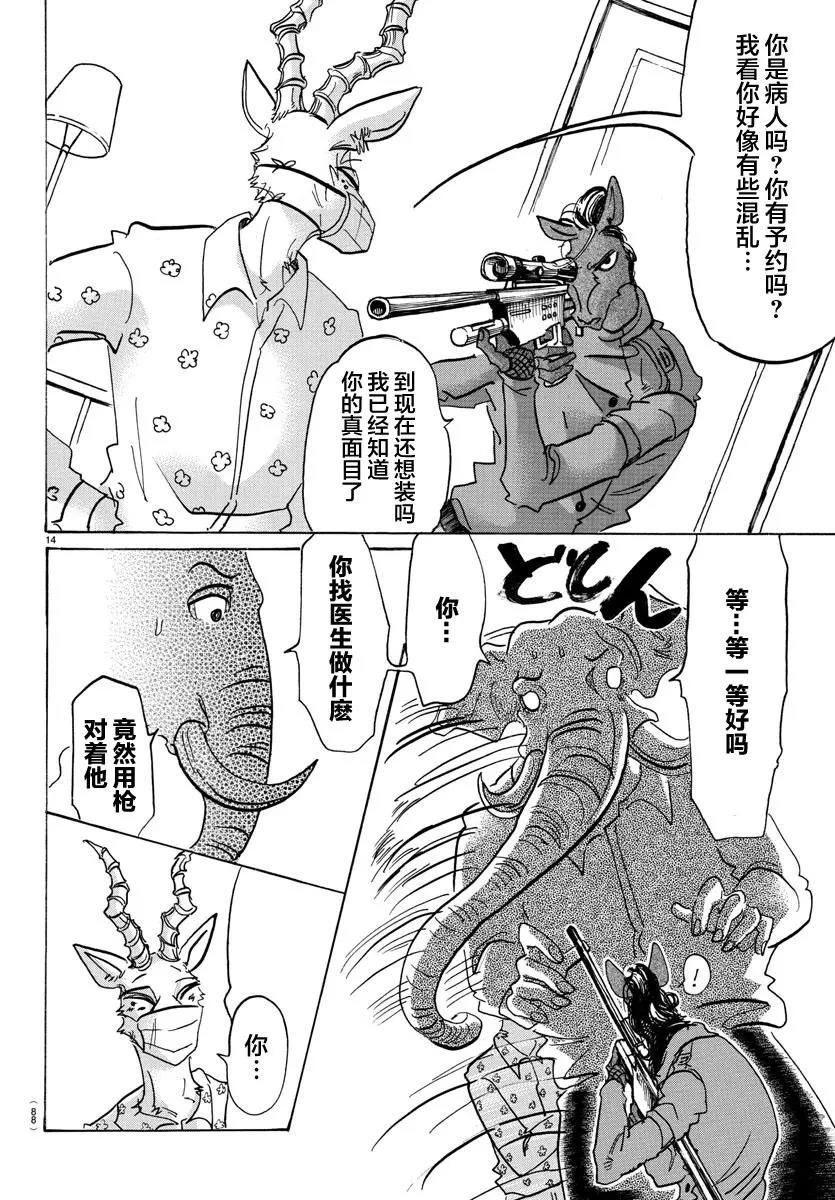 你是病人吗？你有予约吗？
我看你好像有些混乱…
到现在还想装吗
我已经知道
你的真面目了
14
等…等一等好吗
どしん
你…
！
你找医生做什麽
竟然用枪
对着他
你…
（88）